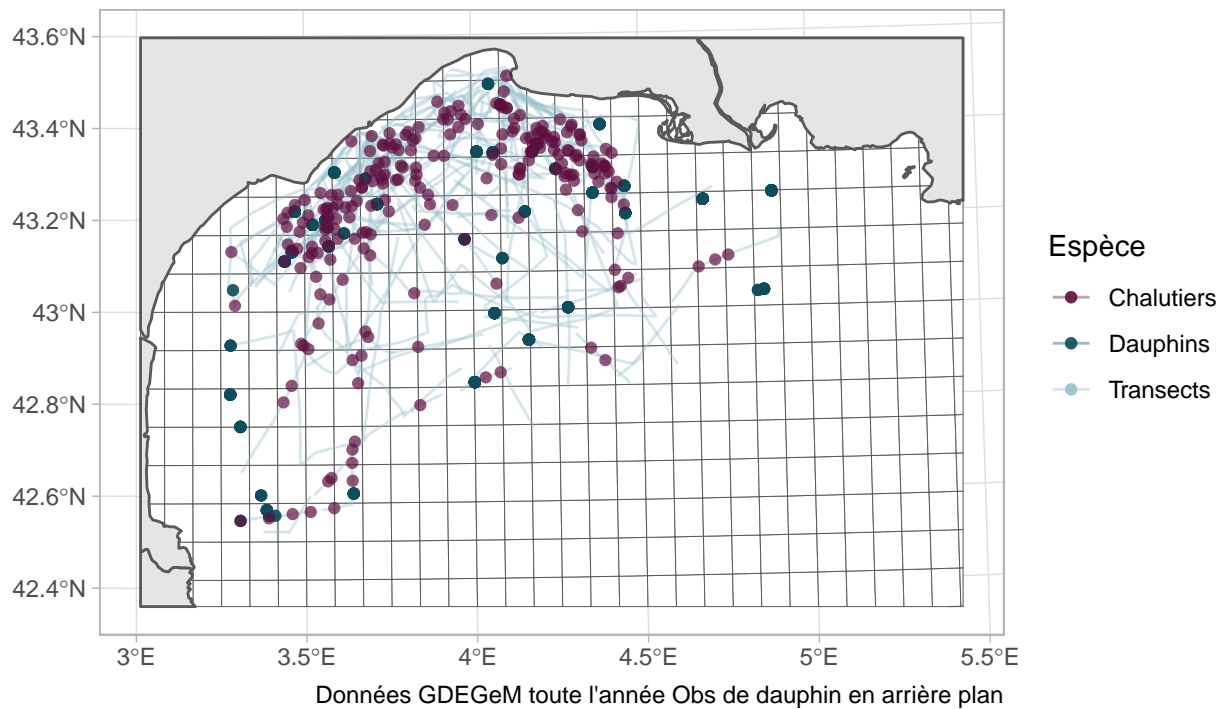 43.6°N
43.4°N
43.2°N
43°N
42.8°N
42.6°N
42.4°N
3°E
3.5°E
4°E
4.5°E
5°E
5.5°E
Espèce
Chalutiers
Dauphins
Transects
Données GDEGeM toute l'année Obs de dauphin en arrière plan